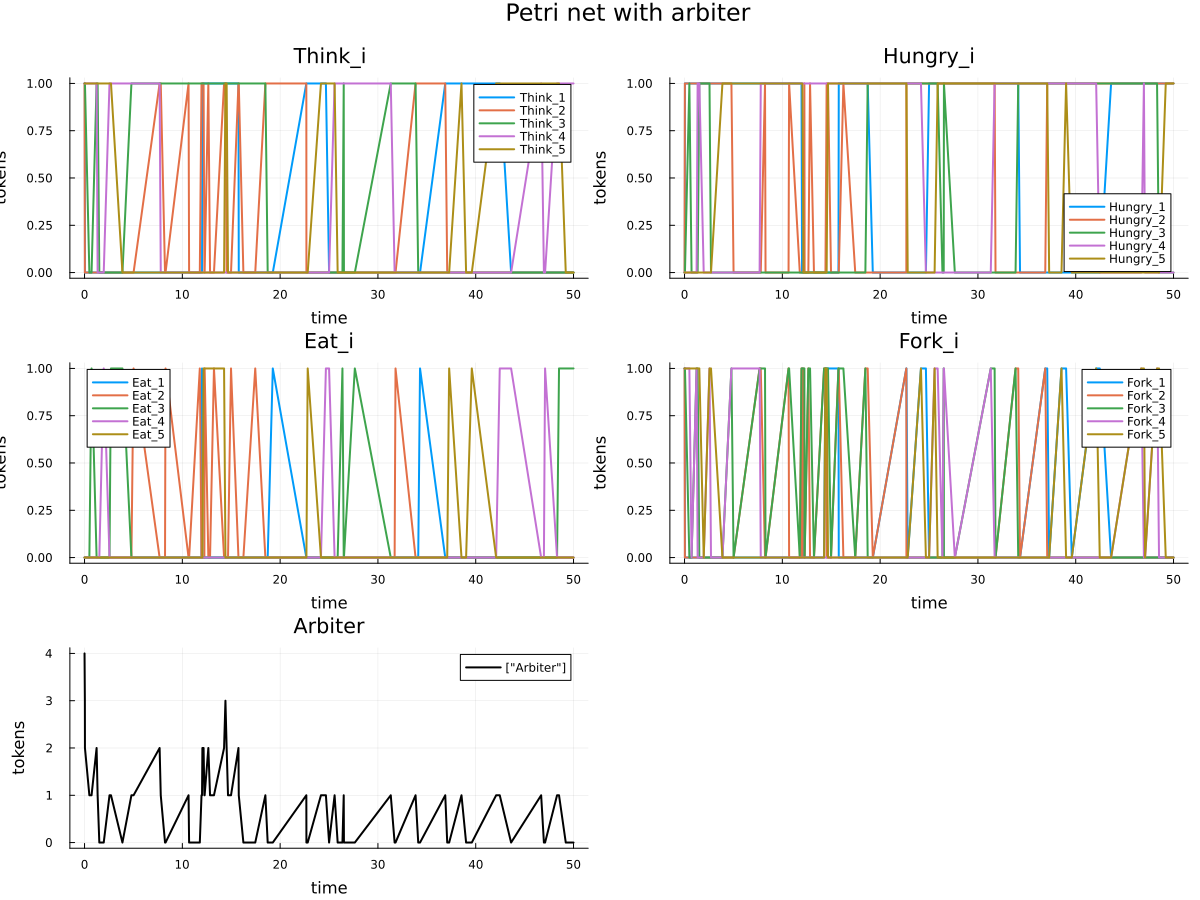 Petri net with arbiter
Think_i
tokens
1.00
0.75
0.50
0.25
0.00
Think_1
Think_2
Think_3
Think_4
Think_5
0 10 20 30 40 50
time
Hungry_i
tokens
1.00
0.75
0.50
0.25
0.00
Hungry_1
Hungry_2
Hungry_3
Hungry_4
Hungry_5
0 10 20 30 40 50
time
Eat_i
tokens
1.00
0.75
0.50
0.25
0.00
Eat_1
Eat_2
Eat_3
Eat_4
Eat_5
0 10 20 30 40 50
time
Fork_i
tokens
1.00
0.75
0.50
0.25
0.00
Fork_1
Fork_2
Fork_3
Fork_4
Fork_5
0 10 20 30 40 50
time
Arbiter
tokens
4
3
2
1
0
["Arbiter"]
0 10 20 30 40 50
time